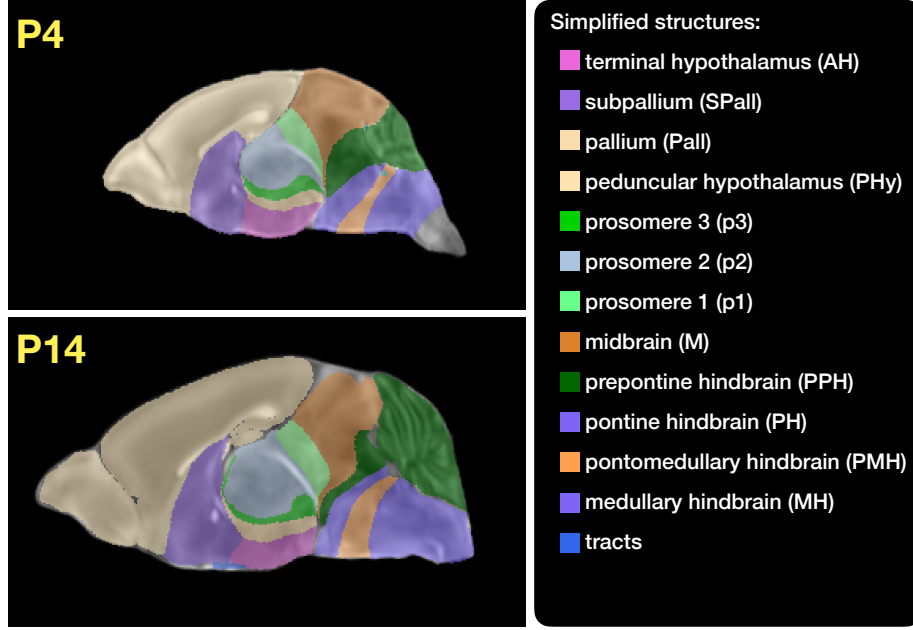 P4
P14
Simplified structures:
terminal hypothalamus (AH)
subpallium (SPall)
pallium (Pall)
peduncular hypothalamus (PHy)
prosomere 3 (p3)
prosomere 2 (p2)
prosomere 1 (p1)
midbrain (M)
prepontine hindbrain (PPH)
pontine hindbrain (PH)
pontomedullary hindbrain (PMH)
medullary hindbrain (MH)
tracts